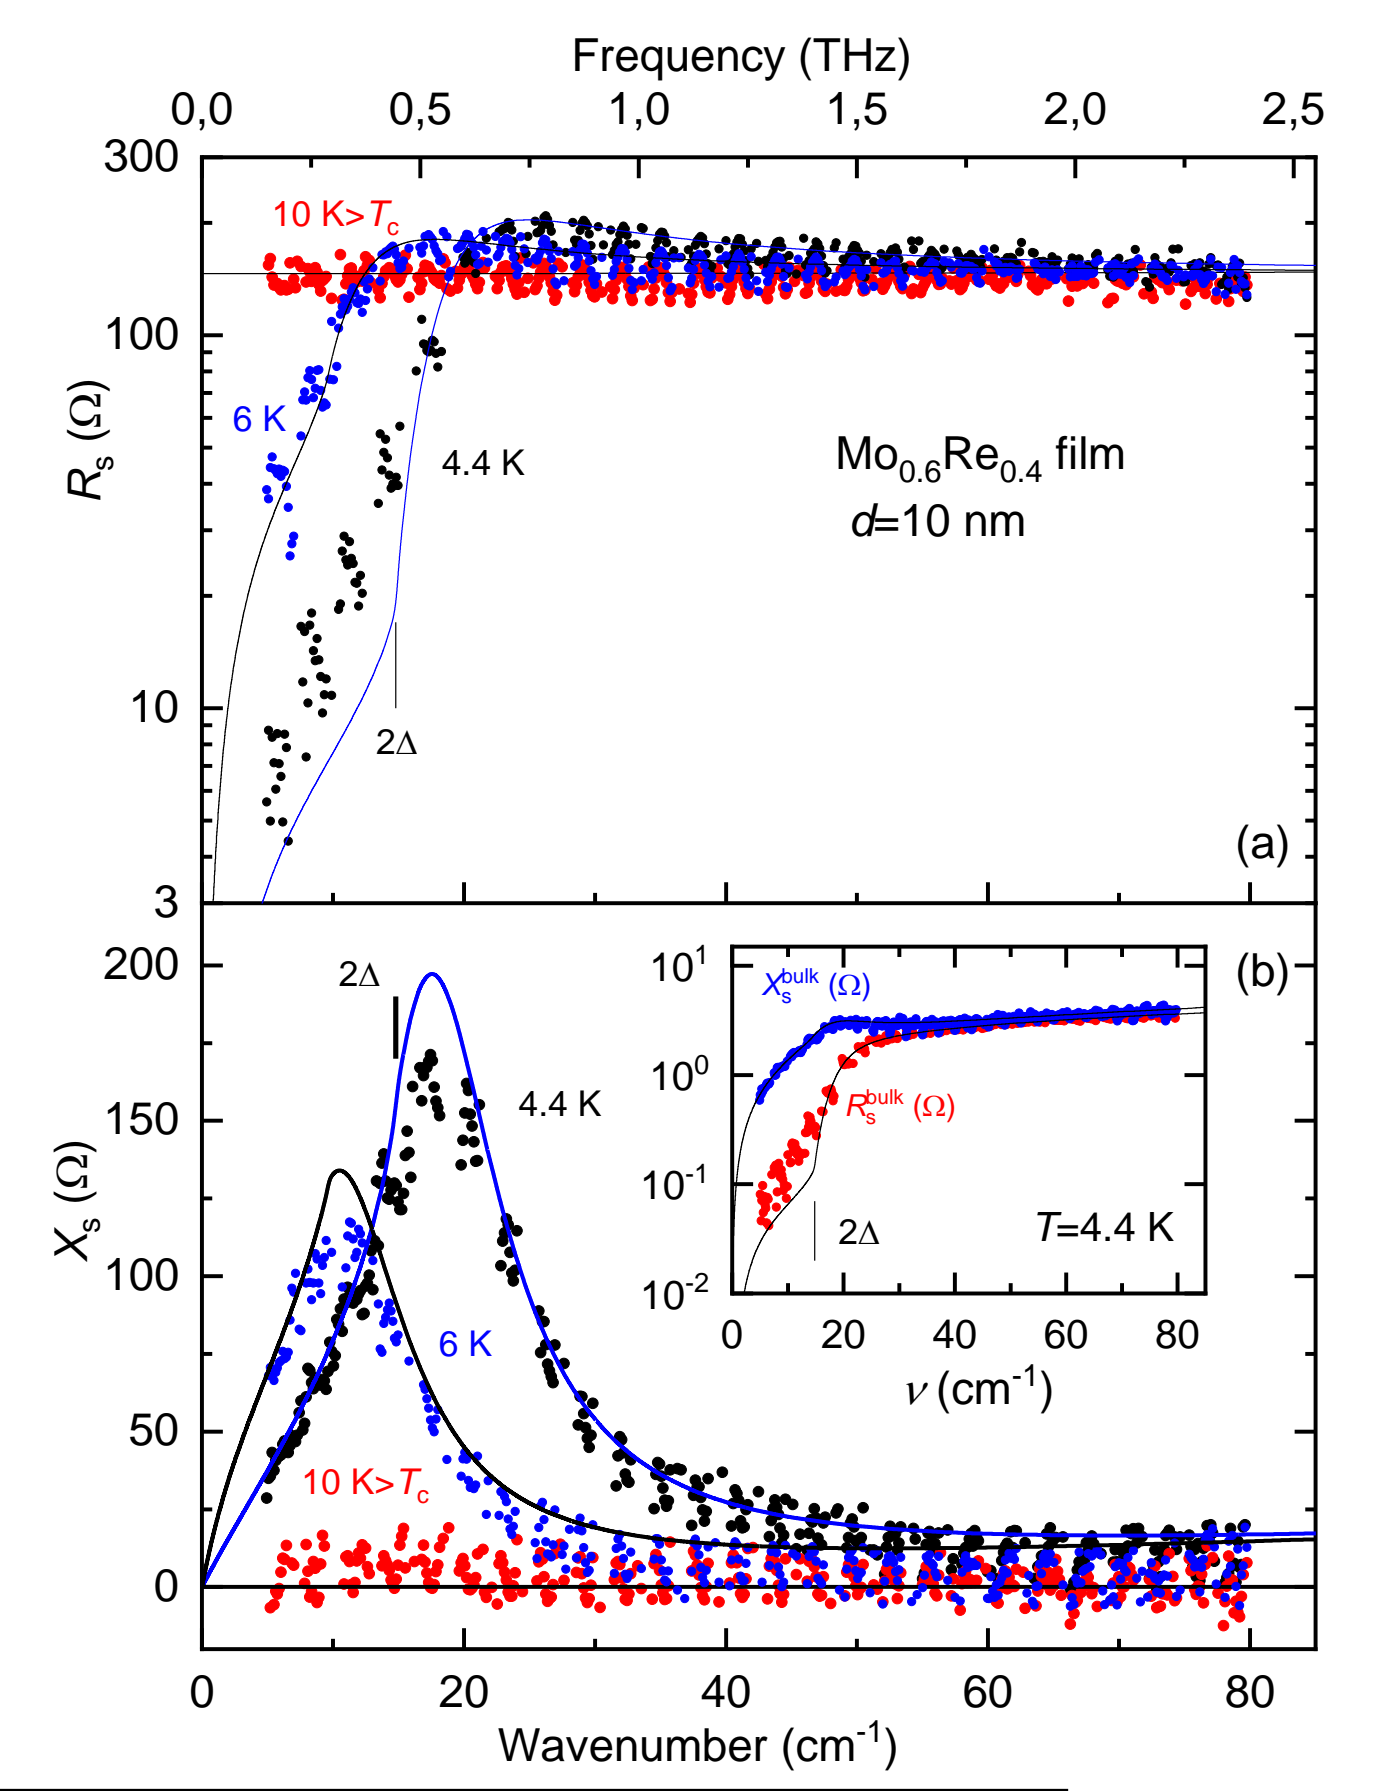 Frequency (THz)
0,0 0,5 1,0 1,5 2,0 2,5
300
10 K>Tc
100
Rs (Ω)
6 K
4.4 K
Mo0.6Re0.4 film
d=10 nm
10
2Δ
(a)
3
200
2Δ
(b)
101
Xsbulk (Ω)
4.4 K
150
100
Rsbulk (Ω)
Xs (Ω)
10-1
T=4.4 K
2Δ
100
10-2
0 20 40 60 80
6 K
ν (cm-1)
50
10 K>Tc
0
0 20 40 60 80
Wavenumber (cm-1)